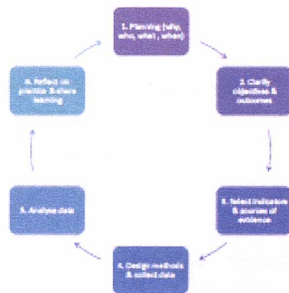 1. Planning (why,
who, what, when)
2. Clarify
objectives &
outcomes
3. Select indicators
& sources of
evidence
4. Design methods
& collect data
5. Analyse data
6. Reflect on
practice & share
learning